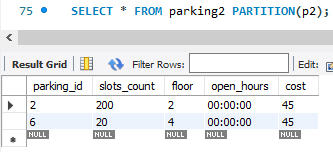 75 SELECT * FROM parking2 PARTITION(p2);
Result Grid Filter Rows: Edit:
parking_id slots_count floor open_hours cost
2 200 2 00:00:00 45
6 20 4 00:00:00 45
NULL NULL NULL NULL NULL